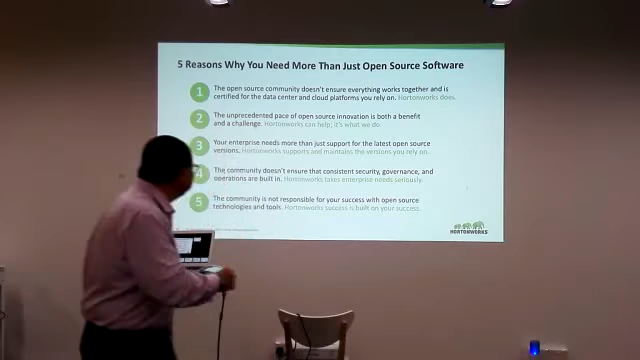 5 Reasons Why You Need More Than Just Open Source Software
1
The open source community doesn't ensure everything works together and is
certified for the data center and cloud platforms you rely on. Hortonworks does.
2
The unprecedented pace of open source innovation is both a benefit
and a challenge. Hortonworks can help; it's what we do.
3
Your enterprise needs more than just support for the latest open source
versions. Hortonworks supports and maintains the versions you rely on.
4
The community doesn't ensure that consistent security, governance, and
operations are built in. Hortonworks takes enterprise needs seriously.
5
The community is not responsible for your success with open source
technologies and tools. Hortonworks success is built on your success.
HORTONWORKS